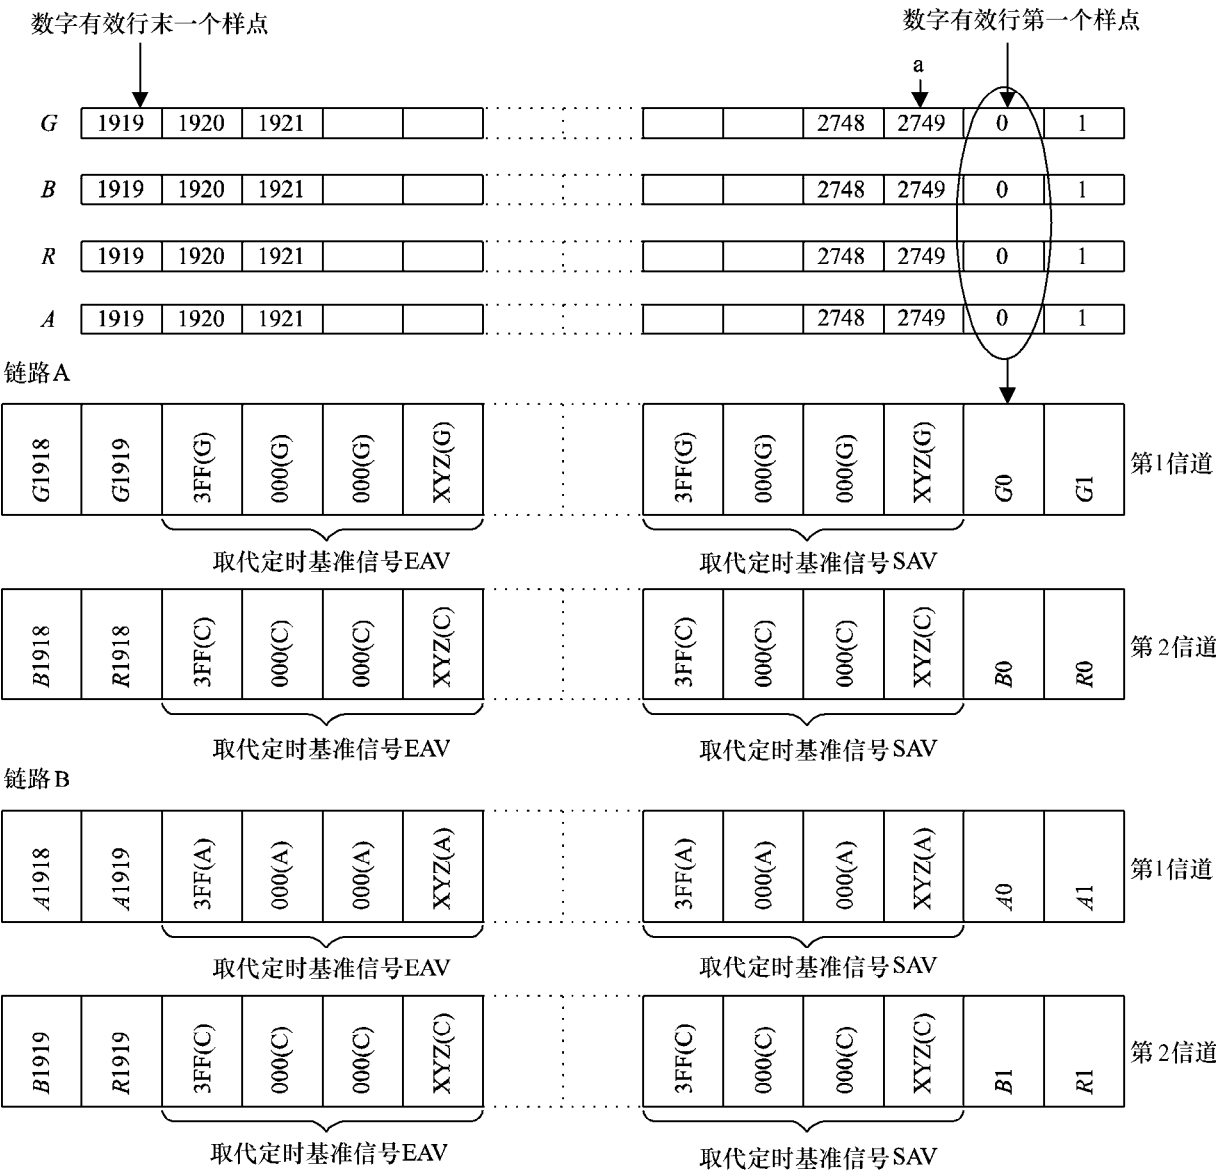 数字有效行末一个样点 数字有效行第一个样点
a
G 1919 1920 1921 2748 2749 0 1
B 1919 1920 1921 2748 2749 0 1
R 1919 1920 1921 2748 2749 0 1
A 1919 1920 1921 2748 2749 0 1
链路A
G1918 G1919 3FF(G) 000(G) 000(G) XYZ(G) 3FF(G) 000(G) 000(G) XYZ(G) G0 G1 第1信道
取代定时基准信号EAV 取代定时基准信号SAV
B1918 R1918 3FF(C) 000(C) 000(C) XYZ(C) 3FF(C) 000(C) 000(C) XYZ(C) B0 R0 第2信道
取代定时基准信号EAV 取代定时基准信号SAV
链路B
A1918 A1919 3FF(A) 000(A) 000(A) XYZ(A) 3FF(A) 000(A) 000(A) XYZ(A) A0 A1 第1信道
取代定时基准信号EAV 取代定时基准信号SAV
B1919 R1919 3FF(C) 000(C) 000(C) XYZ(C) 3FF(C) 000(C) 000(C) XYZ(C) B1 R1 第2信道
取代定时基准信号EAV 取代定时基准信号SAV